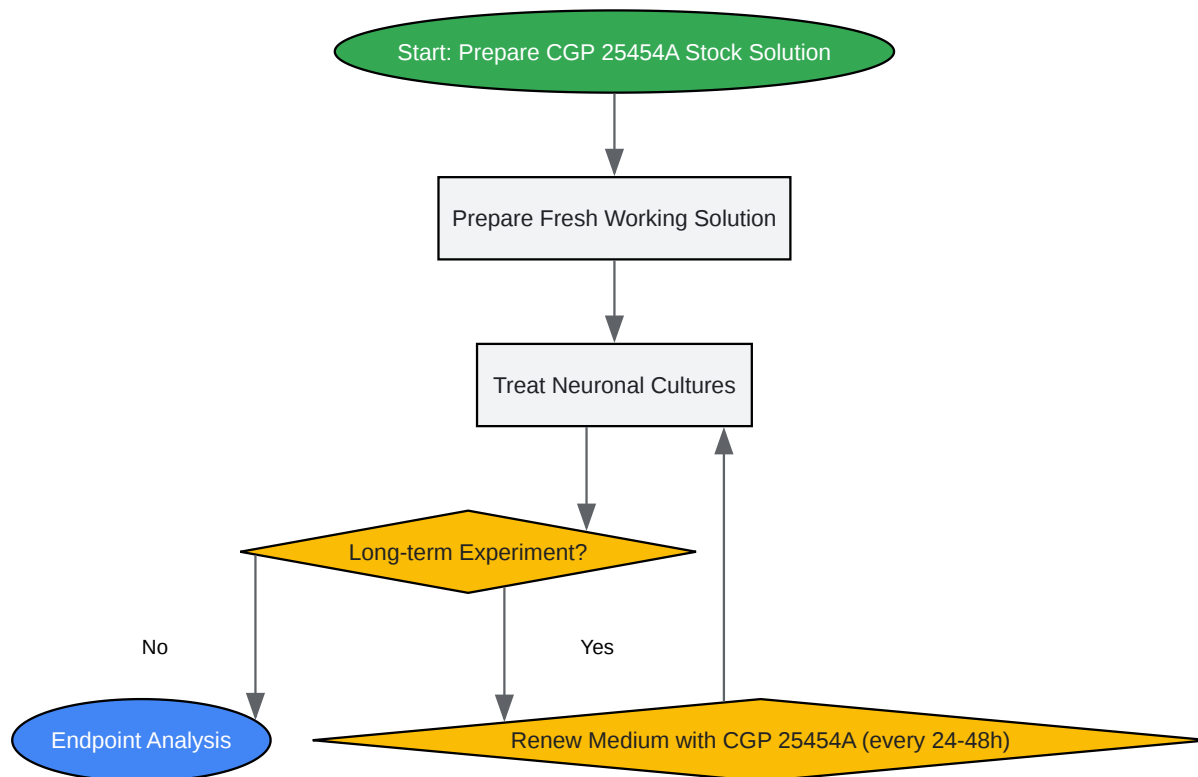 Start: Prepare CGP 25454A Stock Solution
Prepare Fresh Working Solution
Treat Neuronal Cultures
Long-term Experiment?
No
Yes
Endpoint Analysis
Renew Medium with CGP 25454A (every 24-48h)